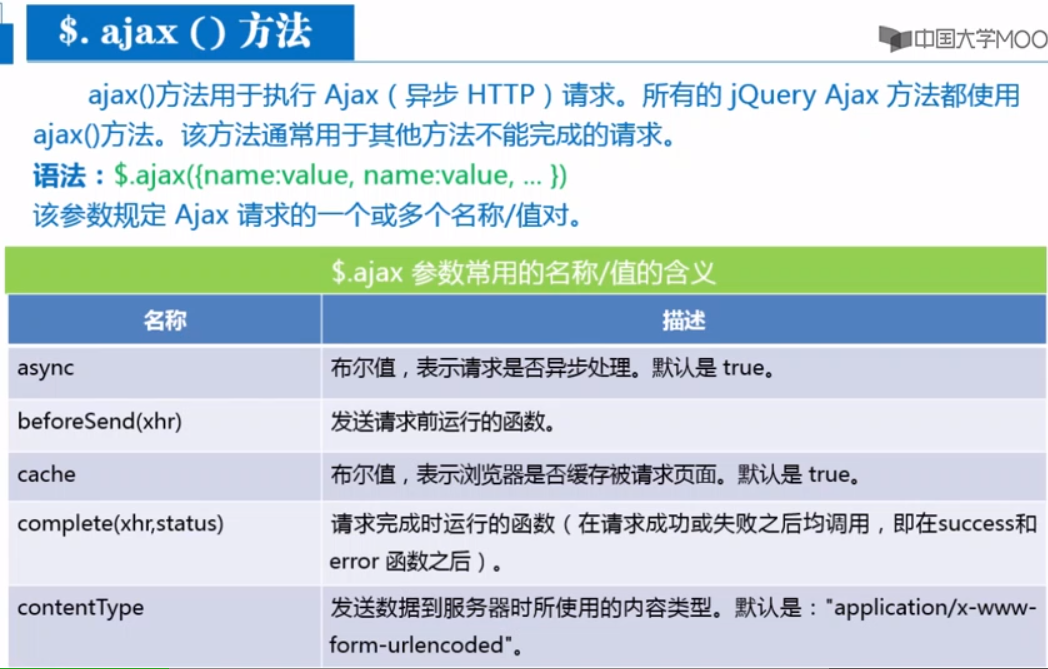 $. ajax () 方法
中国大学MOO
ajax()方法用于执行 Ajax（异步 HTTP）请求。所有的 jQuery Ajax 方法都使用
ajax()方法。该方法通常用于其他方法不能完成的请求。
语法：$.ajax({name:value, name:value, ... })
该参数规定 Ajax 请求的一个或多个名称/值对。
$.ajax 参数常用的名称/值的含义
名称 描述
async 布尔值，表示请求是否异步处理。默认是 true。
beforeSend(xhr) 发送请求前运行的函数。
cache 布尔值，表示浏览器是否缓存被请求页面。默认是 true。
complete(xhr,status) 请求完成时运行的函数（在请求成功或失败之后均调用，即在success和
error 函数之后）。
contentType 发送数据到服务器时所使用的内容类型。默认是："application/x-www-
form-urlencoded"。